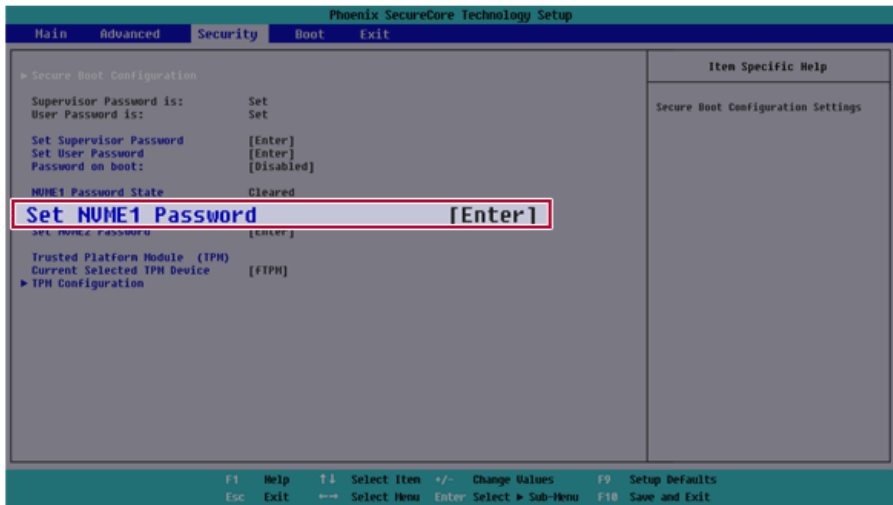 Phoenix SecureCore Technology Setup
Main Advanced Security Boot Exit
▶ Secure Boot Configuration
Item Specific Help
Supervisor Password is: Set
Secure Boot Configuration Settings
User Password is: Set
Set Supervisor Password [Enter]
Set User Password [Enter]
Password on boot: [Disabled]
NVME1 Password State Cleared
Set NVME1 Password [Enter]
Set NVME2 Password [Enter]
Trusted Platform Module (TPM)
Current Selected TPM Device [fTPM]
▶ TPM Configuration
F1 Help ↑↓ Select Item +/- Change Values F9 Setup Defaults
Esc Exit ←→ Select Menu Enter Select ▶ Sub-Menu F10 Save and Exit